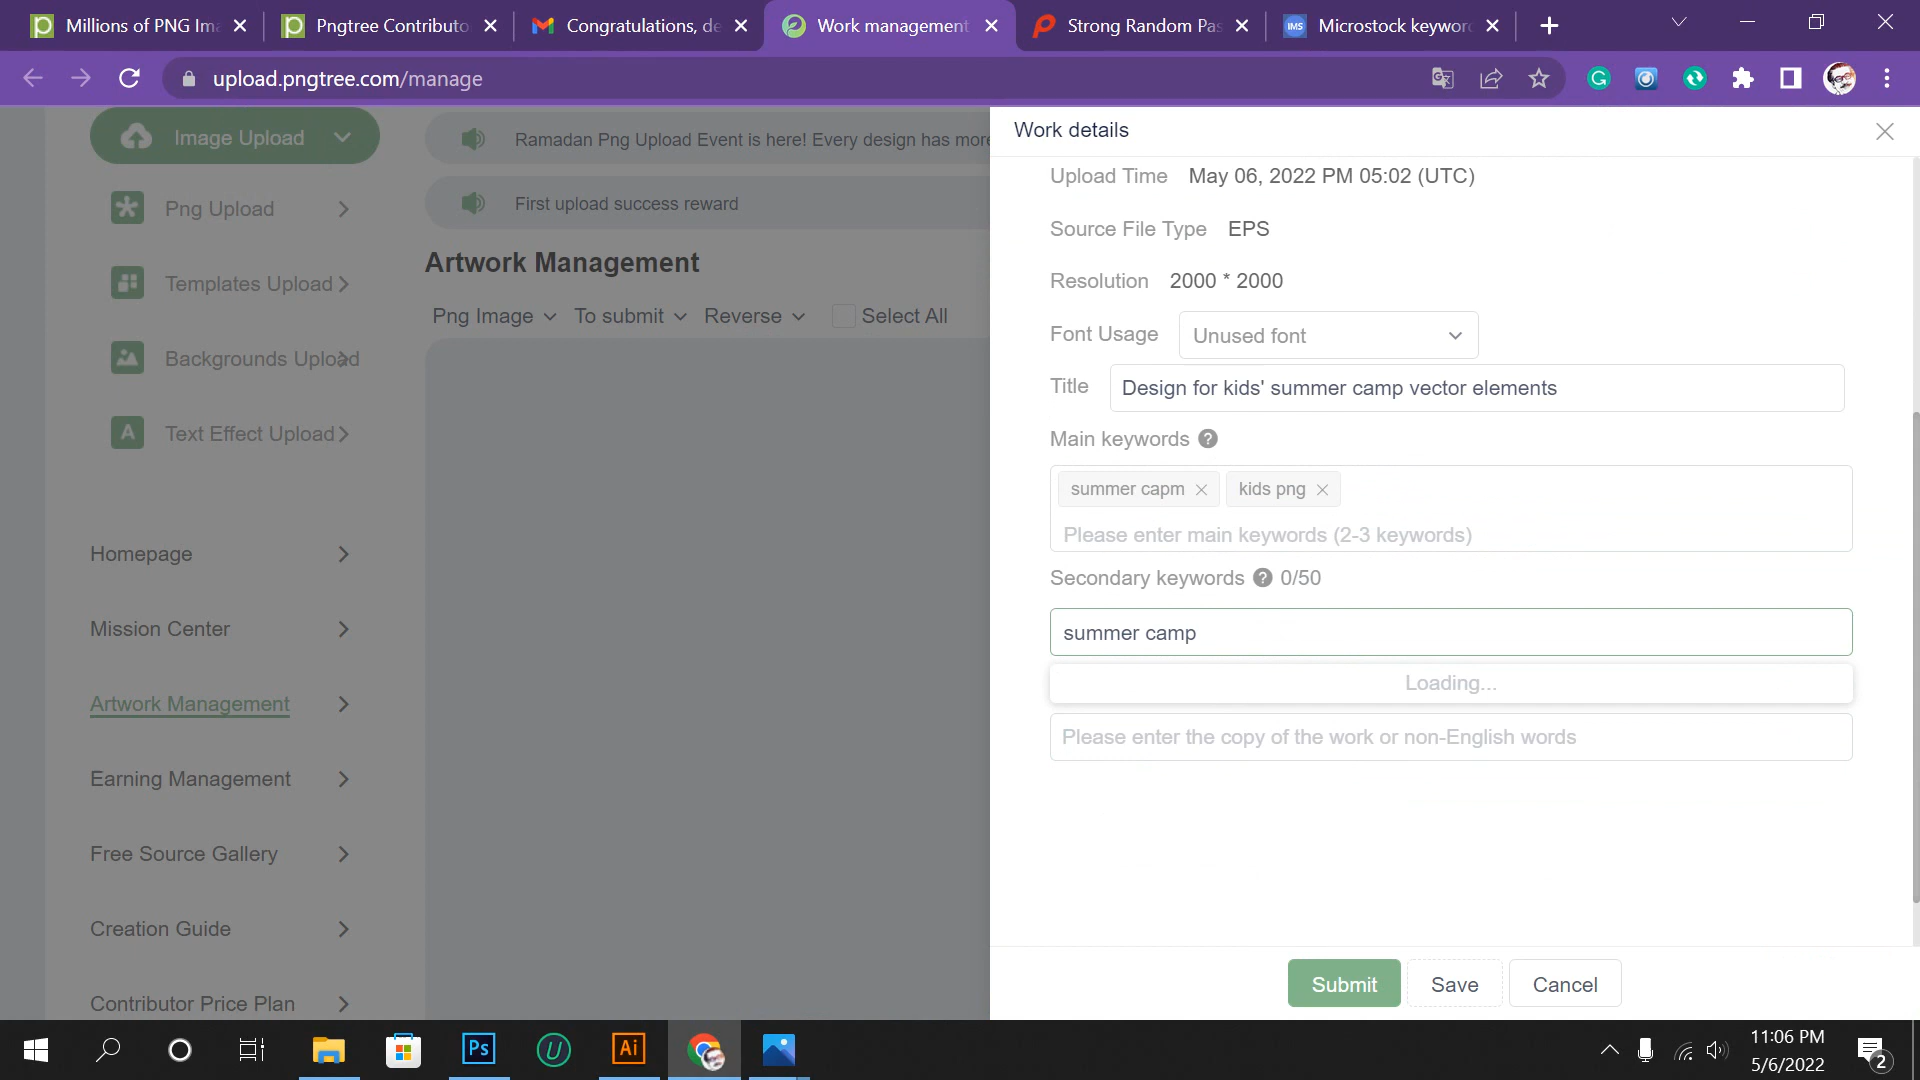 Millions of PNG Ima
Pngtree Contributo
Congratulations, de
Work management
Strong Random Pas
IMS
Microstock keyword
upload.pngtree.com/manage
Image Upload
Png Upload
Templates Upload
Backgrounds Upload
A Text Effect Upload
Homepage
Mission Center
Artwork Management
Earning Management
Free Source Gallery
Creation Guide
Contributor Price Plan
Ramadan Png Upload Event is here! Every design has more
First upload success reward
Artwork Management
Png Image To submit Reverse Select All
Work details
Upload Time May 06, 2022 PM 05:02 (UTC)
Source File Type EPS
Resolution 2000 * 2000
Font Usage Unused font
Title Design for kids' summer camp vector elements
Main keywords ?
summer capm kids png
Please enter main keywords (2-3 keywords)
Secondary keywords ? 0/50
summer camp
Loading...
Please enter the copy of the work or non-English words
Submit Save Cancel
Ps
U
Ai
11:06 PM
5/6/2022
2